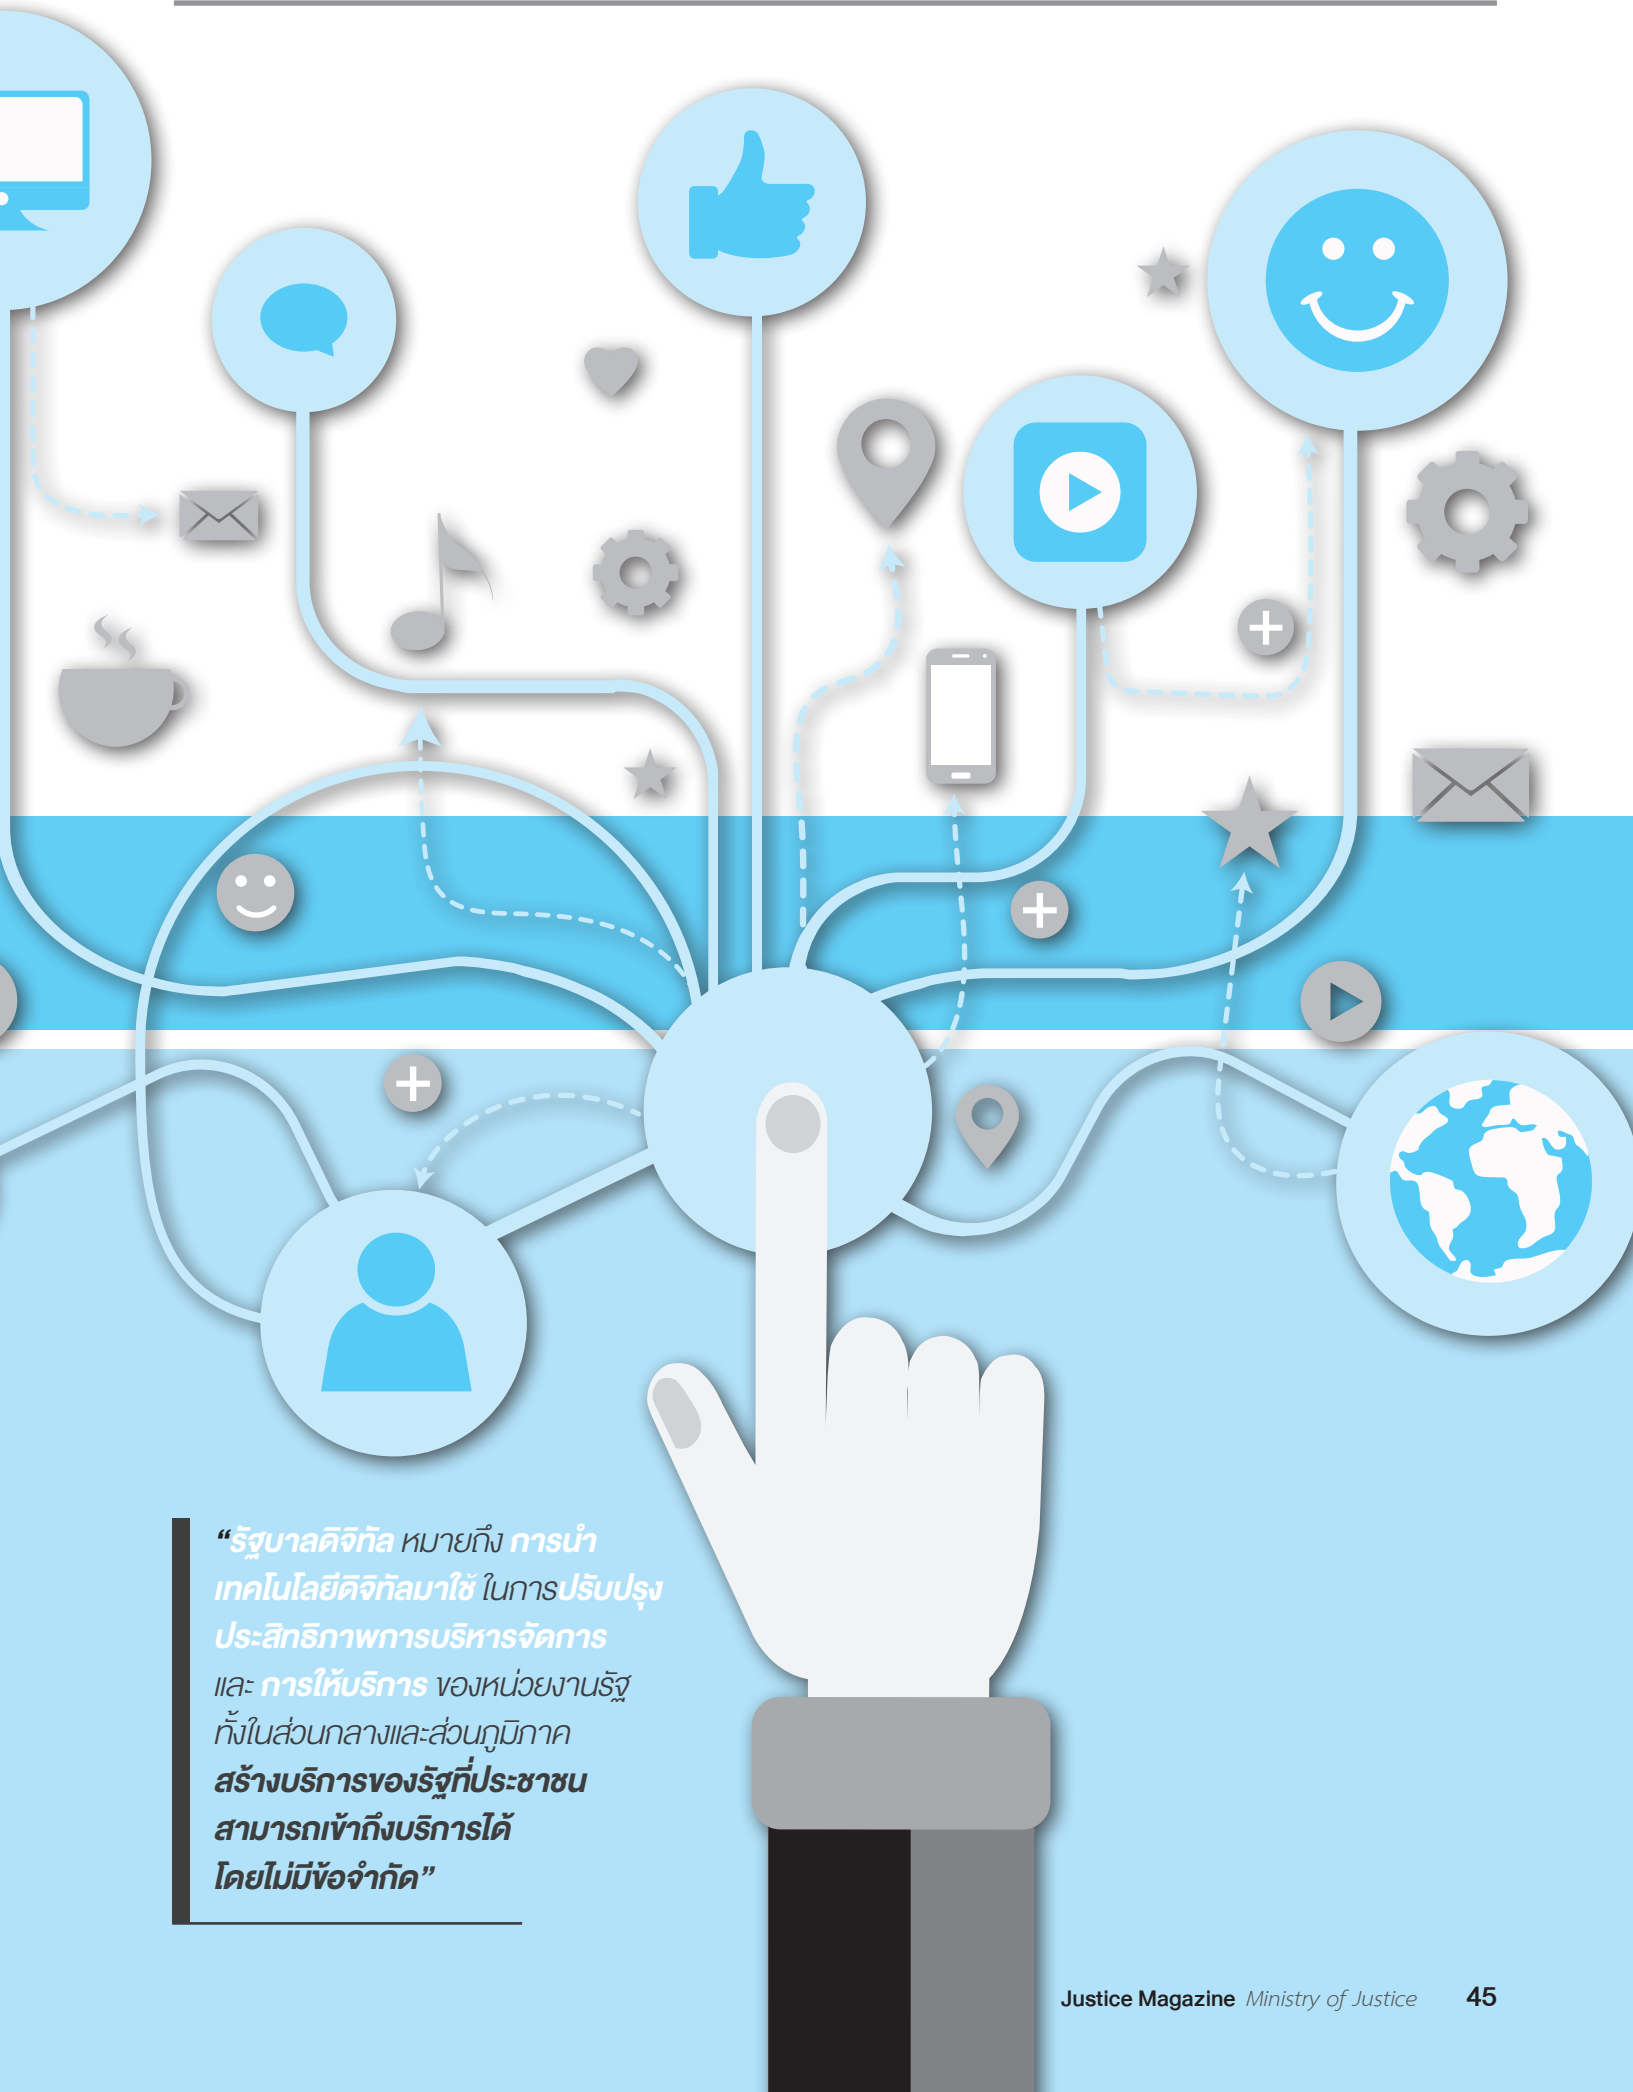 “รัฐบาลดิจิทัล หมายถึง การนำ
เทคโนโลยีดิจิทัลมาใช้ ในการปรับปรุง
ประสิทธิภาพการบริหารจัดการ
และ การให้บริการ ของหน่วยงานรัฐ
ทั้งในส่วนกลางและส่วนภูมิภาค
สร้างบริการของรัฐที่ประชาชน
สามารถเข้าถึงบริการได้
โดยไม่มีข้อจำกัด”
Justice Magazine Ministry of Justice 45